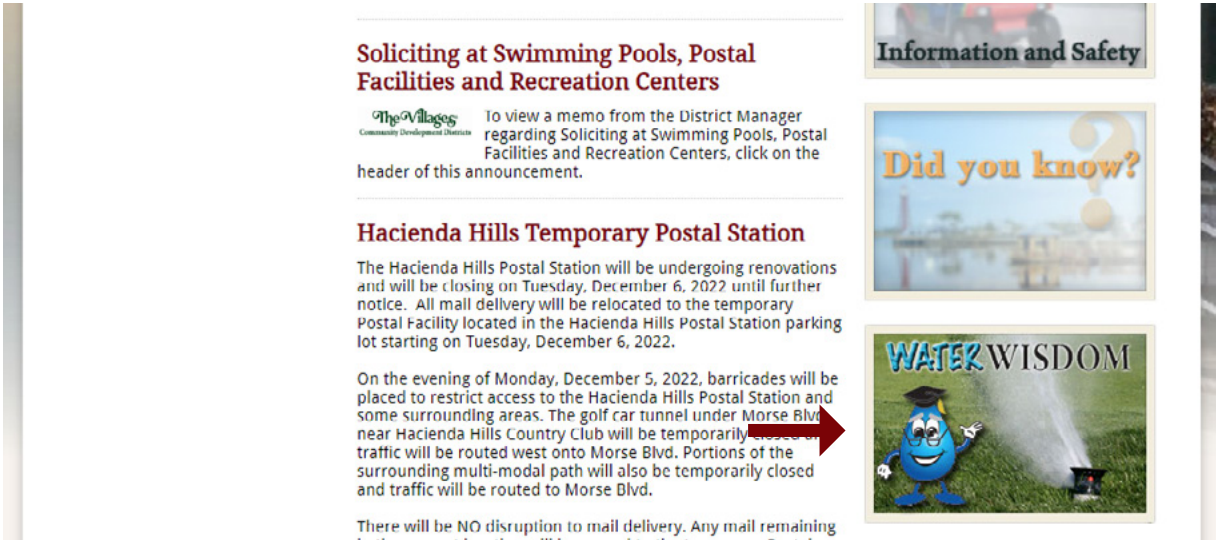 Soliciting at Swimming Pools, Postal
Facilities and Recreation Centers
The Villages
Community Development Districts
To view a memo from the District Manager
regarding Soliciting at Swimming Pools, Postal
Facilities and Recreation Centers, click on the
header of this announcement.
Hacienda Hills Temporary Postal Station
The Hacienda Hills Postal Station will be undergoing renovations
and will be closing on Tuesday, December 6, 2022 until further
notice. All mail delivery will be relocated to the temporary
Postal Facility located in the Hacienda Hills Postal Station parking
lot starting on Tuesday, December 6, 2022.
On the evening of Monday, December 5, 2022, barricades will be
placed to restrict access to the Hacienda Hills Postal Station and
some surrounding areas. The golf car tunnel under Morse Blvd
near Hacienda Hills Country Club will be temporarily closed
traffic will be routed west onto Morse Blvd. Portions of the
surrounding multi-modal path will also be temporarily closed
and traffic will be routed to Morse Blvd.
There will be NO disruption to mail delivery. Any mail remaining
Information and Safety
Did you know?
WATER WISDOM